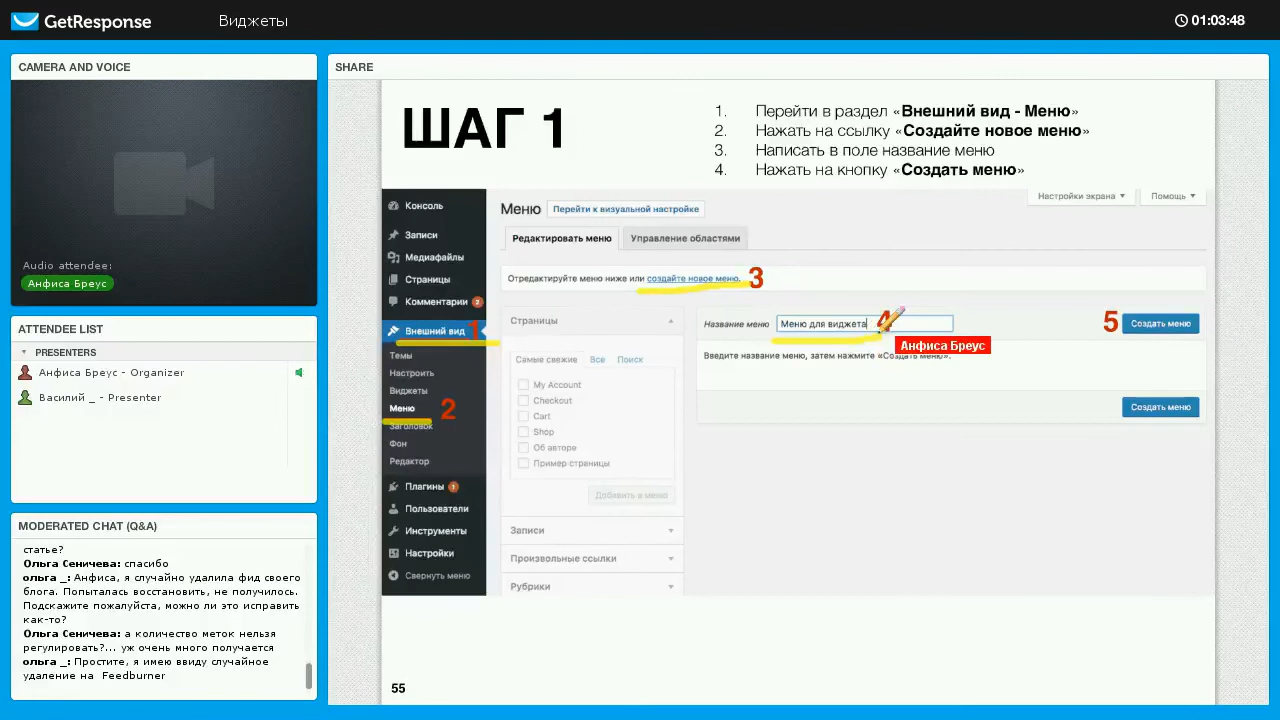 GetResponse
Виджеты
01:03:48
CAMERA AND VOICE
Audio attendee:
Анфиса Бреус
ATTENDEE LIST
PRESENTERS
Анфиса Бреус - Organizer
Василий _ - Presenter
MODERATED CHAT (Q&A)
статье?
Ольга Сеничева: спасибо
ольга _: Анфиса, я случайно удалила фид своего
блога. Попыталась восстановить, не получилось.
Подскажите пожалуйста, можно ли это исправить
как-то?
Ольга Сеничева: а количество меток нельзя
регулировать?... уж очень много получается
ольга _: Простите, я имею ввиду случайное
удаление на Feedburner
SHARE
ШАГ 1
1. Перейти в раздел «Внешний вид - Меню»
2. Нажать на ссылку «Создайте новое меню»
3. Написать в поле название меню
4. Нажать на кнопку «Создать меню»
Консоль
Записи
Медиафайлы
Страницы
Комментарии 2
Внешний вид 1
Темы
Настроить
Виджеты
Меню 2
Заголовок
Фон
Редактор
Плагины 1
Пользователи
Инструменты
Настройки
Свернуть меню
Настройки экрана
Помощь
Меню
Перейти к визуальной настройке
Редактировать меню
Управление областями
Отредактируйте меню ниже или создайте новое меню. 3
Страницы
Самые свежие Все Поиск
My Account
Checkout
Cart
Shop
Об авторе
Пример страницы
Добавить в меню
Записи
Произвольные ссылки
Рубрики
Название меню
Меню для виджета 4
5
Создать меню
Анфиса Бреус
Введите название меню, затем нажмите «Создать меню».
Создать меню
55